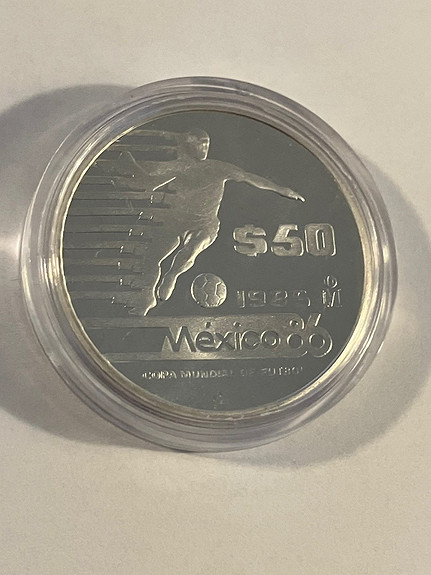 $50
1985 M̊
México86
COPA MUNDIAL DE FUTBOL